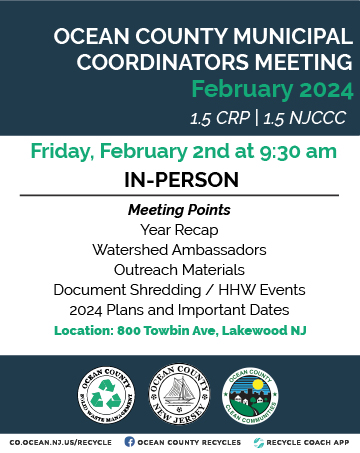 OCEAN COUNTY MUNICIPAL
COORDINATORS MEETING
February 2024
1.5 CRP | 1.5 NJCCC
Friday, February 2nd at 9:30 am
IN-PERSON
Meeting Points
Year Recap
Watershed Ambassadors
Outreach Materials
Document Shredding / HHW Events
2024 Plans and Important Dates
Location: 800 Towbin Ave, Lakewood NJ
OCEAN COUNTY
SOLID WASTE MANAGEMENT
OCEAN COUNTY
NEW JERSEY
OCEAN COUNTY
CLEAN COMMUNITIES
CO.OCEAN.NJ.US/RECYCLE
OCEAN COUNTY RECYCLES
RECYCLE COACH APP